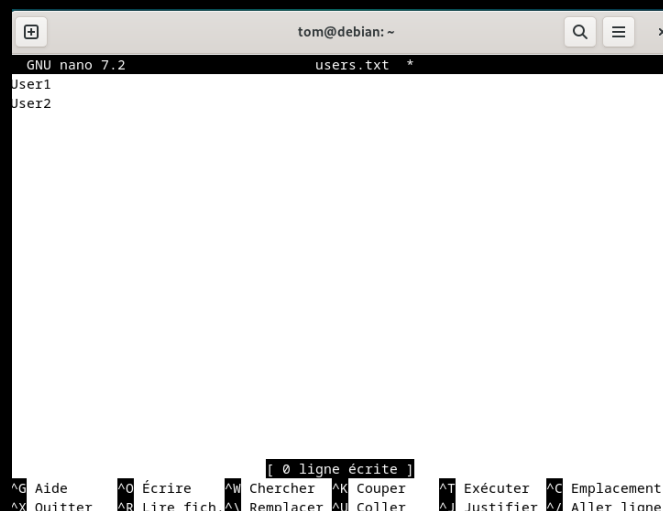 tom@debian: ~
GNU nano 7.2 users.txt *
User1
User2
[ 0 ligne écrite ]
^G Aide ^O Écrire ^W Chercher ^K Couper ^T Exécuter ^C Emplacement
^X Quitter ^R Lire fich. ^\ Remplacer ^U Coller ^J Justifier ^/ Aller ligne